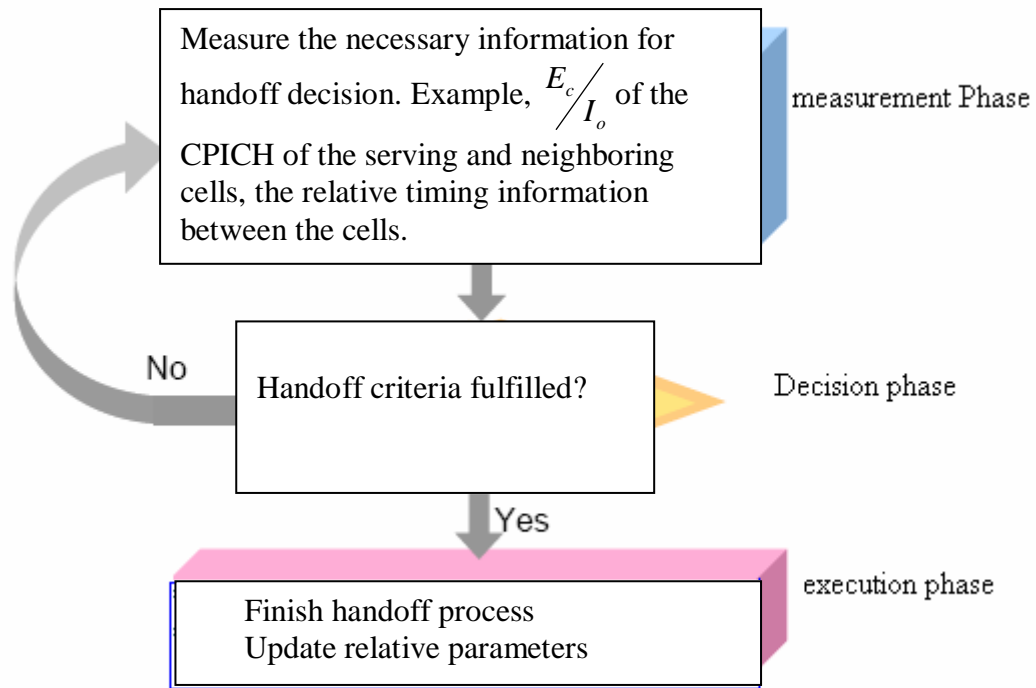 Measure the necessary information for
handoff decision. Example, E_c/I_o of the
CPICH of the serving and neighboring
cells, the relative timing information
between the cells.
measurement Phase
No
Handoff criteria fulfilled?
Decision phase
Yes
execution phase
Finish handoff process
Update relative parameters